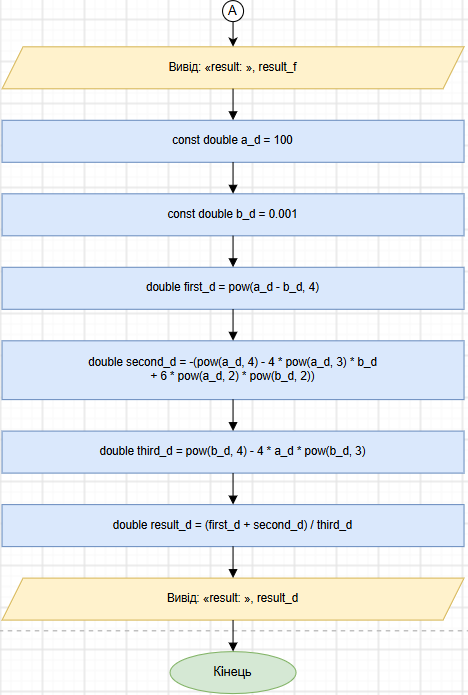 A
Вивід: «result: », result_f
const double a_d = 100
const double b_d = 0.001
double first_d = pow(a_d - b_d, 4)
double second_d = -(pow(a_d, 4) - 4 * pow(a_d, 3) * b_d
+ 6 * pow(a_d, 2) * pow(b_d, 2))
double third_d = pow(b_d, 4) - 4 * a_d * pow(b_d, 3)
double result_d = (first_d + second_d) / third_d
Вивід: «result: », result_d
Кінець